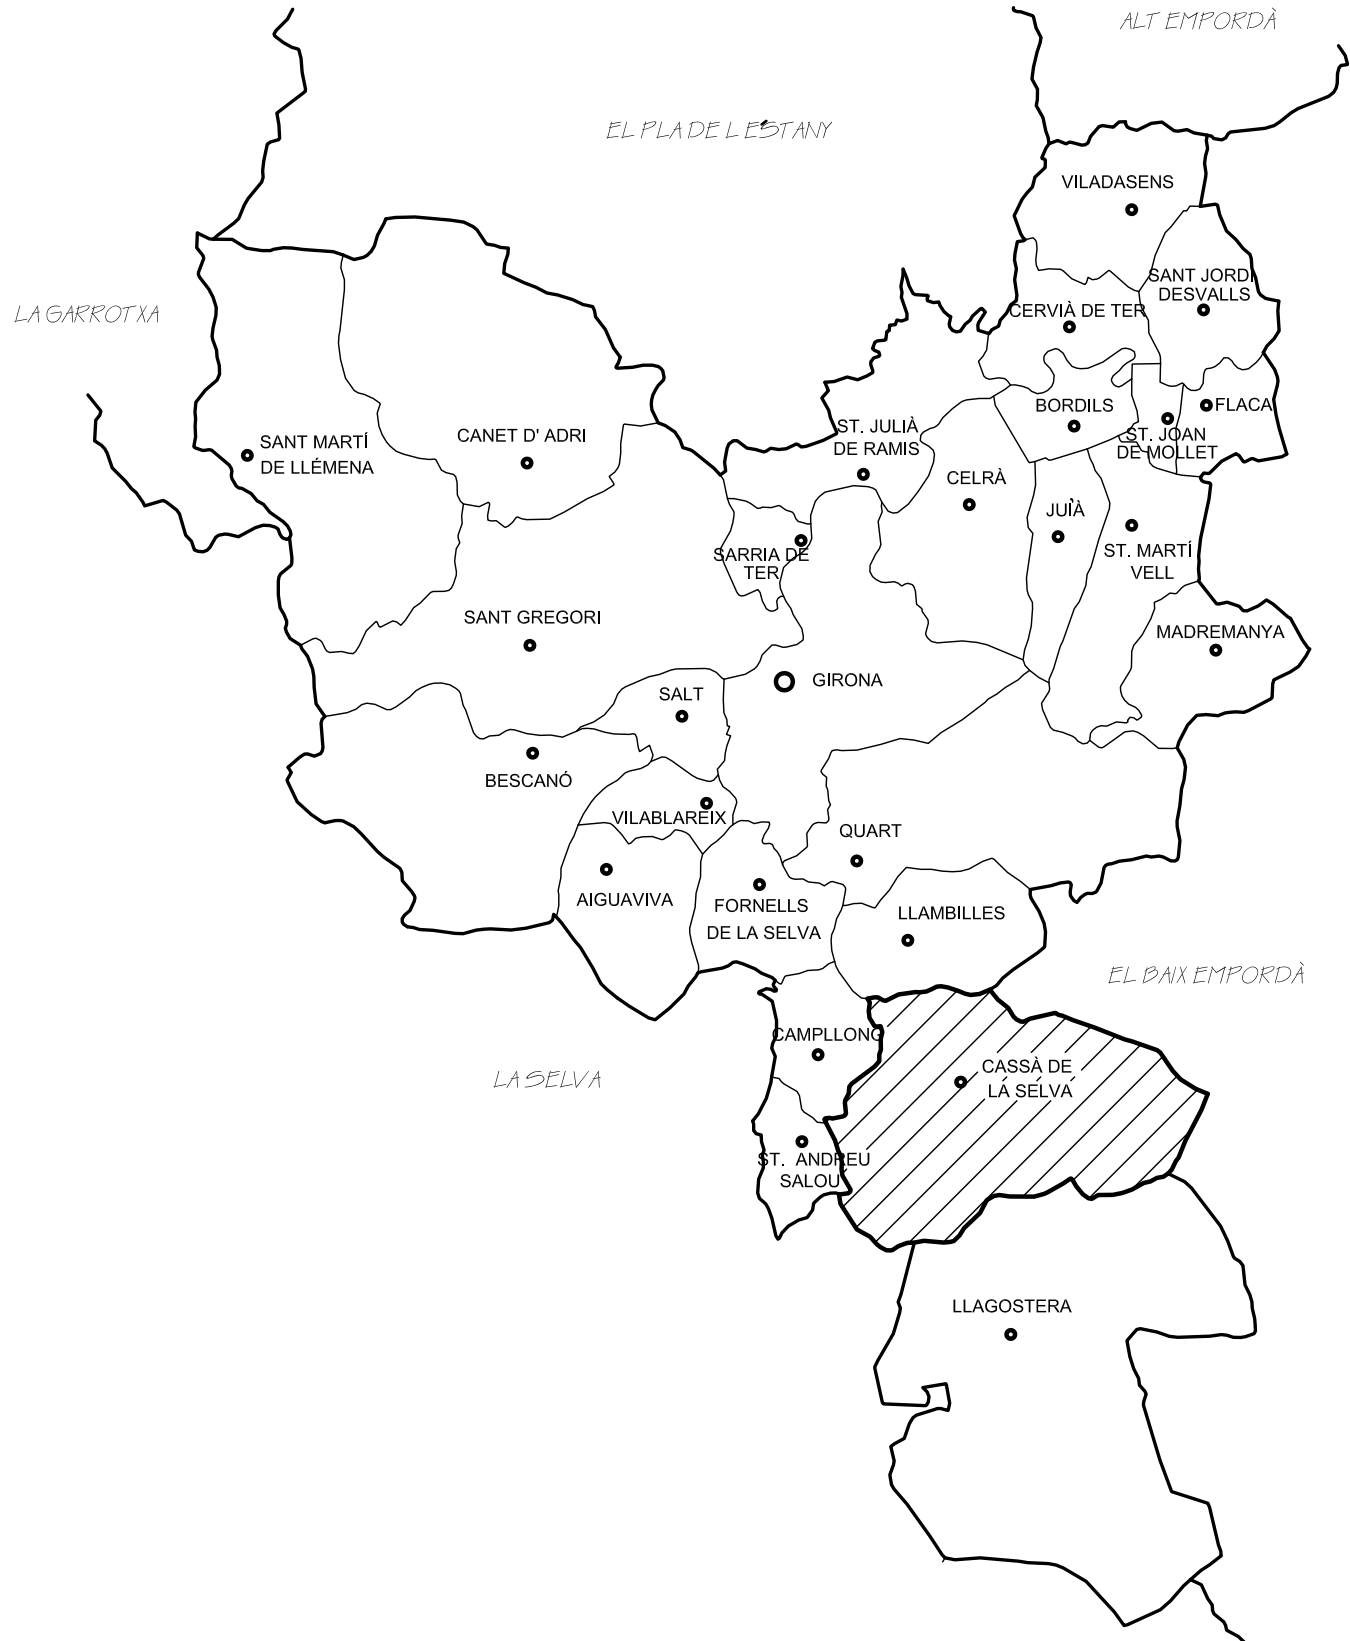 ALT EMPORDÀ
EL PLA DE L ESTANY
VILADASENS
SANT JORDI
DESVALLS
LA GARROTXA
CERVIÀ DE TER
BORDILS
FLACA
ST. JULIÀ
DE RAMIS
ST. JOAN
DE MOLLET
CANET D' ADRI
SANT MARTÍ
DE LLÉMENA
CELRÀ
JUIÀ
SARRIA DE
TER
ST. MARTÍ
VELL
SANT GREGORI
MADREMANYA
GIRONA
SALT
BESCANÓ
VILABLAREIX
QUART
AIGUAVIVA
FORNELLS
DE LA SELVA
LLAMBILLES
EL BAIX EMPORDÀ
CAMPLLONG
LA SELVA
CASSÀ DE
LA SELVA
ST. ANDREU
SALOU
LLAGOSTERA